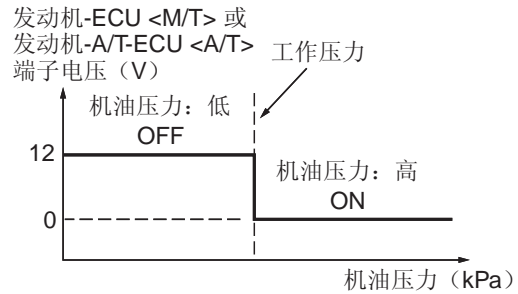 发动机-ECU <M/T> 或
发动机-A/T-ECU <A/T>
端子电压（V）
工作压力
机油压力：低
OFF
12
机油压力：高
ON
0
机油压力（kPa）